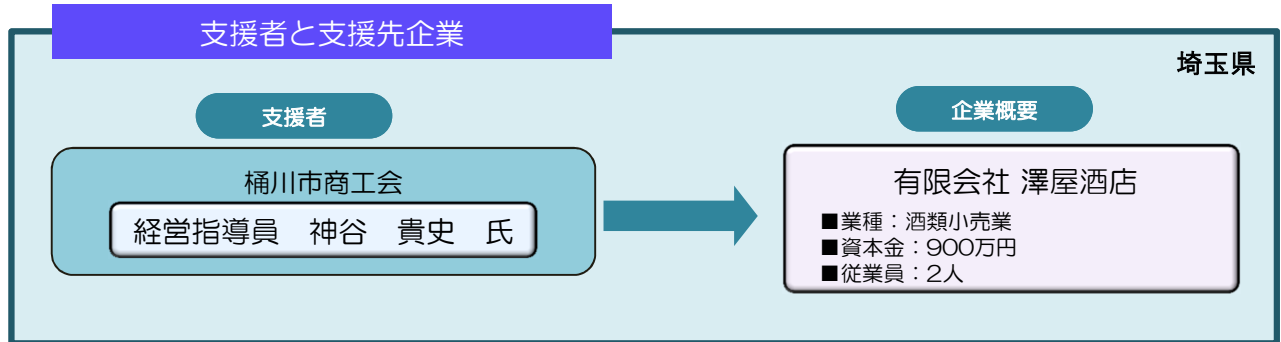 支援者と支援先企業
埼玉県
支援者
桶川市商工会
経営指導員　神谷　貴史　氏
企業概要
有限会社 澤屋酒店
■業種：酒類小売業
■資本金：900万円
■従業員：2人